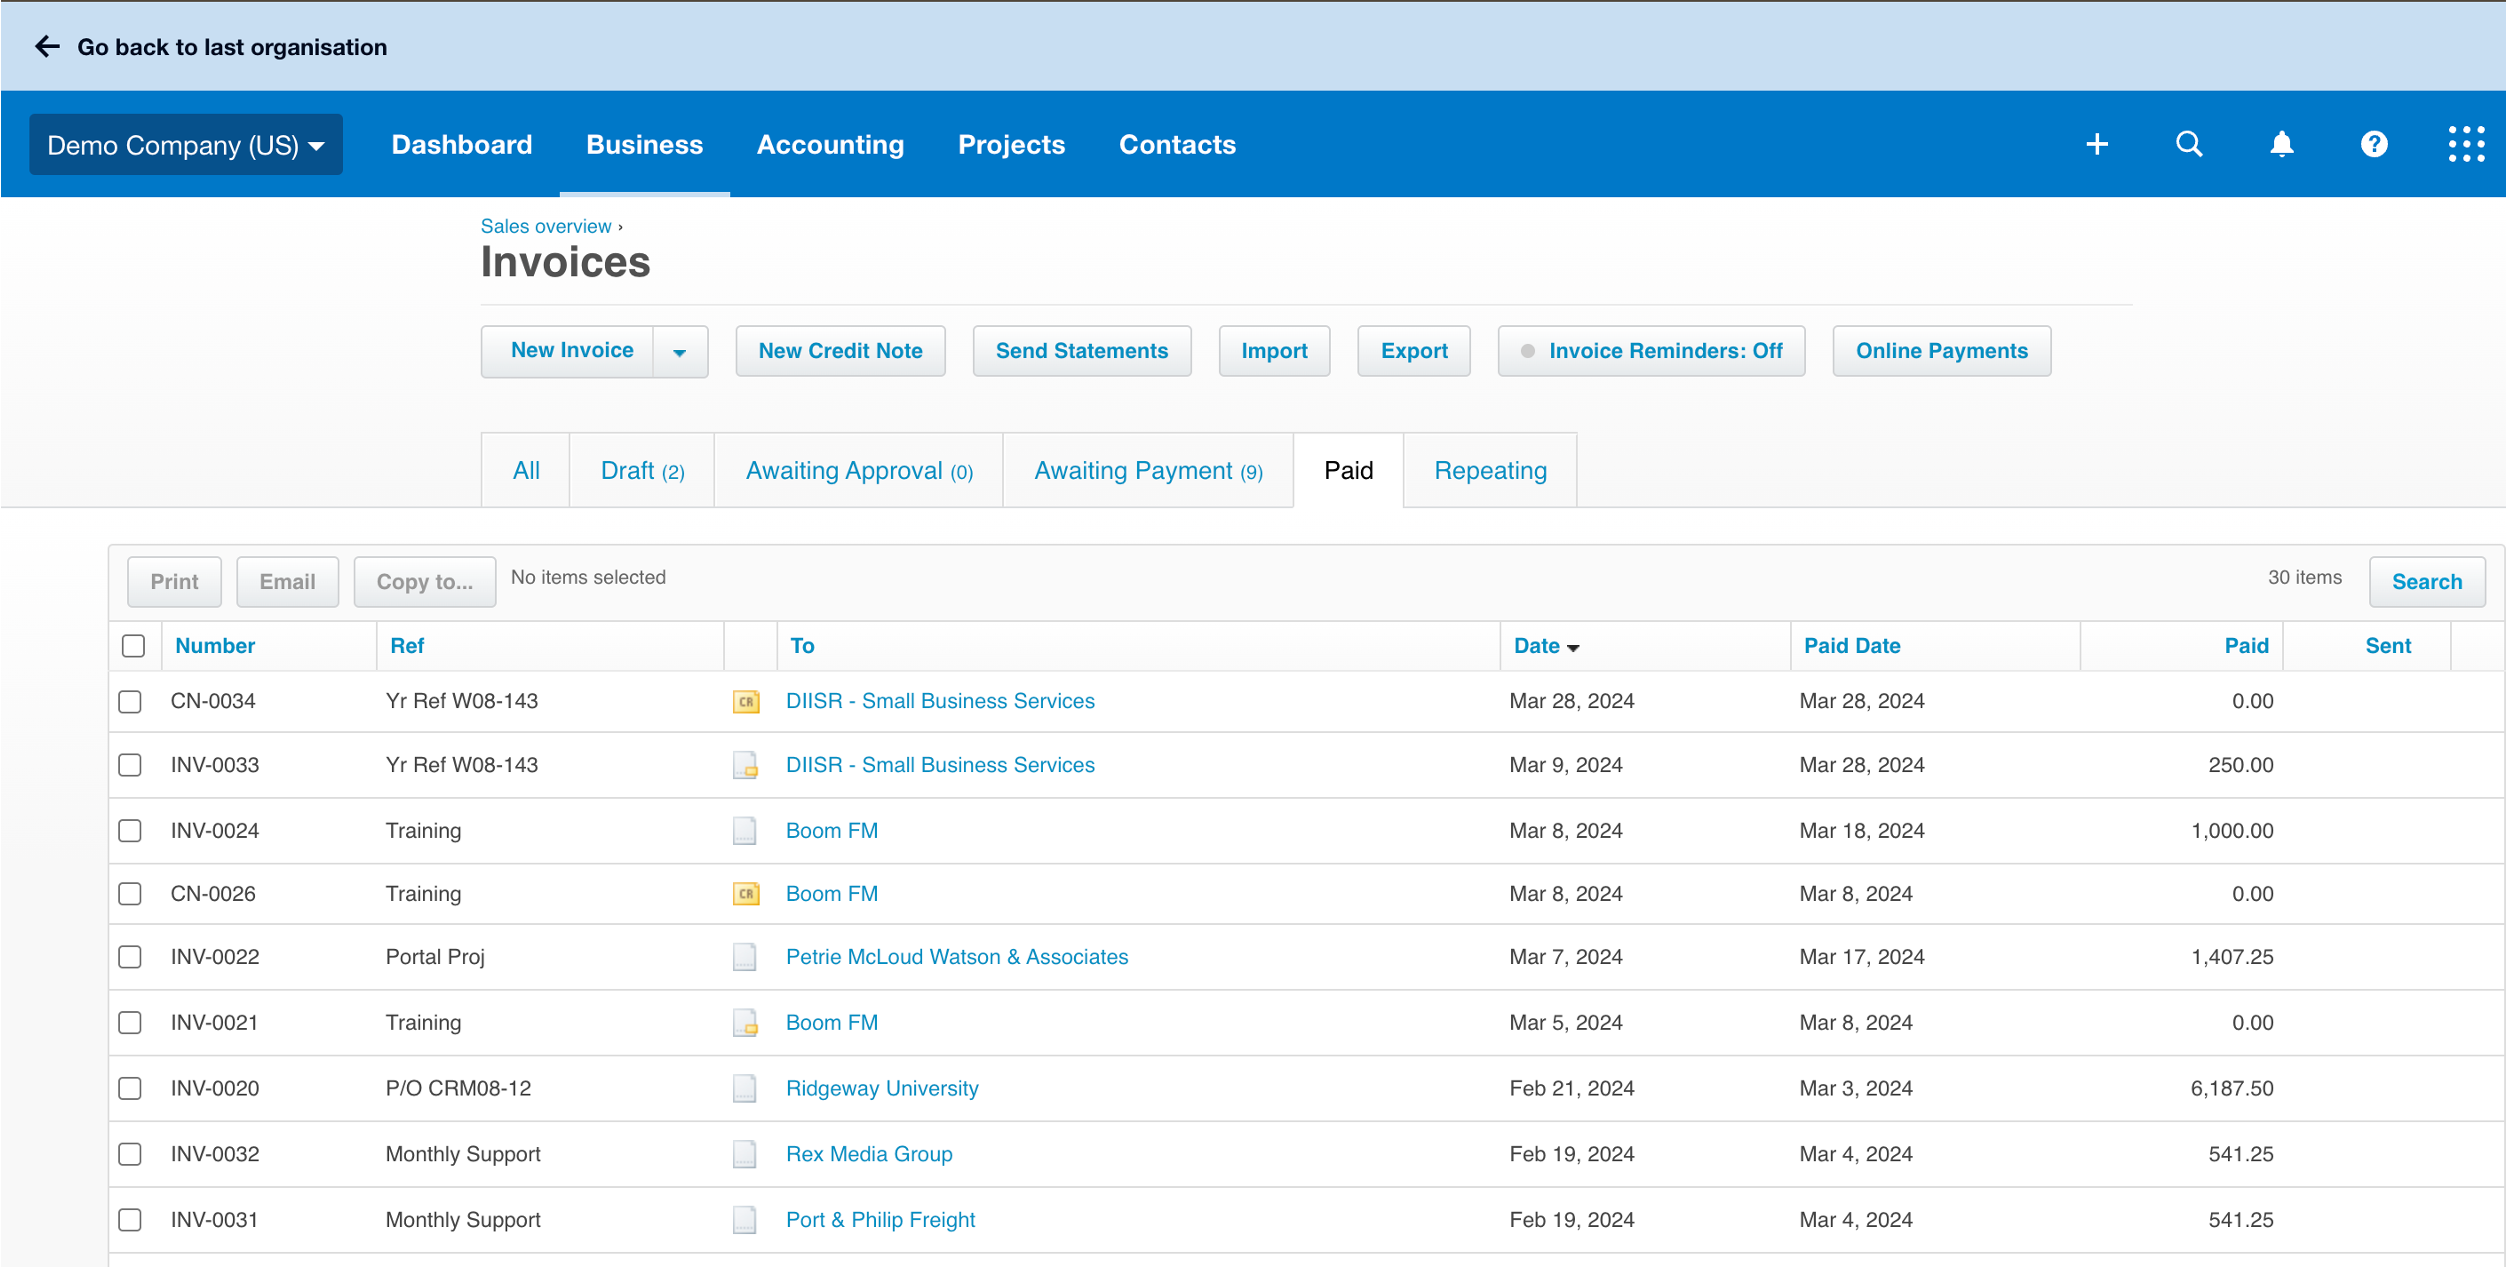 Go back to last organisation
Demo Company (US) Dashboard Business Accounting Projects Contacts
Sales overview ›
Invoices
New Invoice New Credit Note Send Statements Import Export Invoice Reminders: Off Online Payments
All Draft (2) Awaiting Approval (0) Awaiting Payment (9) Paid Repeating
Print Email Copy to... No items selected 30 items Search
Number Ref To Date Paid Date Paid Sent
CN-0034 Yr Ref W08-143 CR DIISR - Small Business Services Mar 28, 2024 Mar 28, 2024 0.00
INV-0033 Yr Ref W08-143 DIISR - Small Business Services Mar 9, 2024 Mar 28, 2024 250.00
INV-0024 Training Boom FM Mar 8, 2024 Mar 18, 2024 1,000.00
CN-0026 Training CR Boom FM Mar 8, 2024 Mar 8, 2024 0.00
INV-0022 Portal Proj Petrie McLoud Watson & Associates Mar 7, 2024 Mar 17, 2024 1,407.25
INV-0021 Training Boom FM Mar 5, 2024 Mar 8, 2024 0.00
INV-0020 P/O CRM08-12 Ridgeway University Feb 21, 2024 Mar 3, 2024 6,187.50
INV-0032 Monthly Support Rex Media Group Feb 19, 2024 Mar 4, 2024 541.25
INV-0031 Monthly Support Port & Philip Freight Feb 19, 2024 Mar 4, 2024 541.25